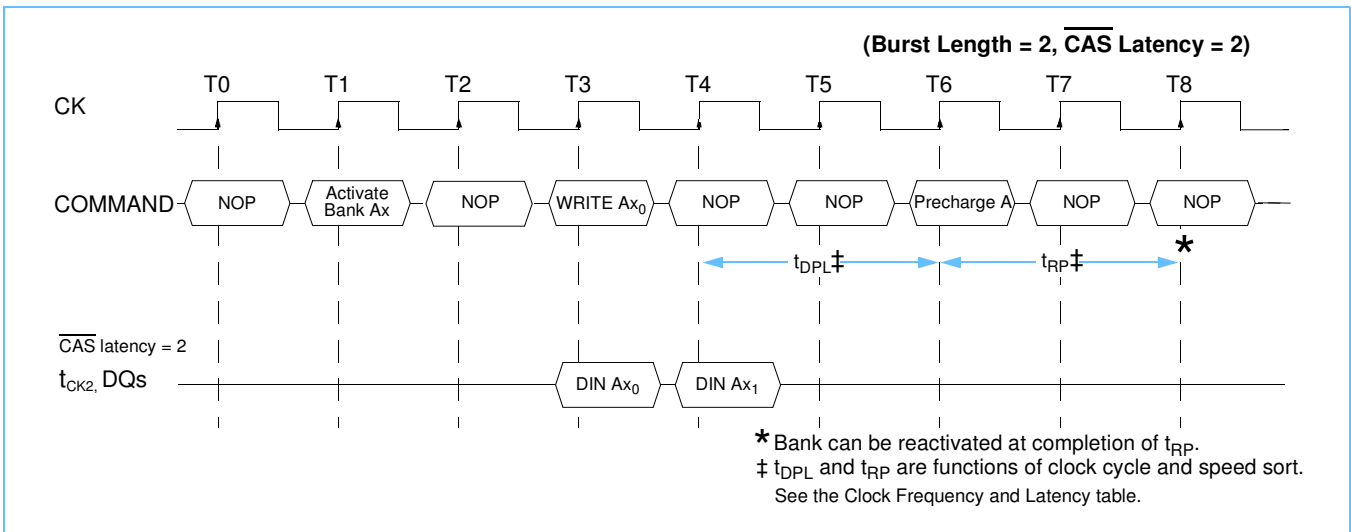 (Burst Length = 2, CAS Latency = 2)
T0 T1 T2 T3 T4 T5 T6 T7 T8
CK
COMMAND NOP Activate Bank Ax NOP WRITE Ax0 NOP NOP Precharge A NOP NOP
*
tDPL‡ tRP‡
CAS latency = 2
tCK2, DQs DIN Ax0 DIN Ax1
* Bank can be reactivated at completion of tRP.
‡ tDPL and tRP are functions of clock cycle and speed sort.
See the Clock Frequency and Latency table.